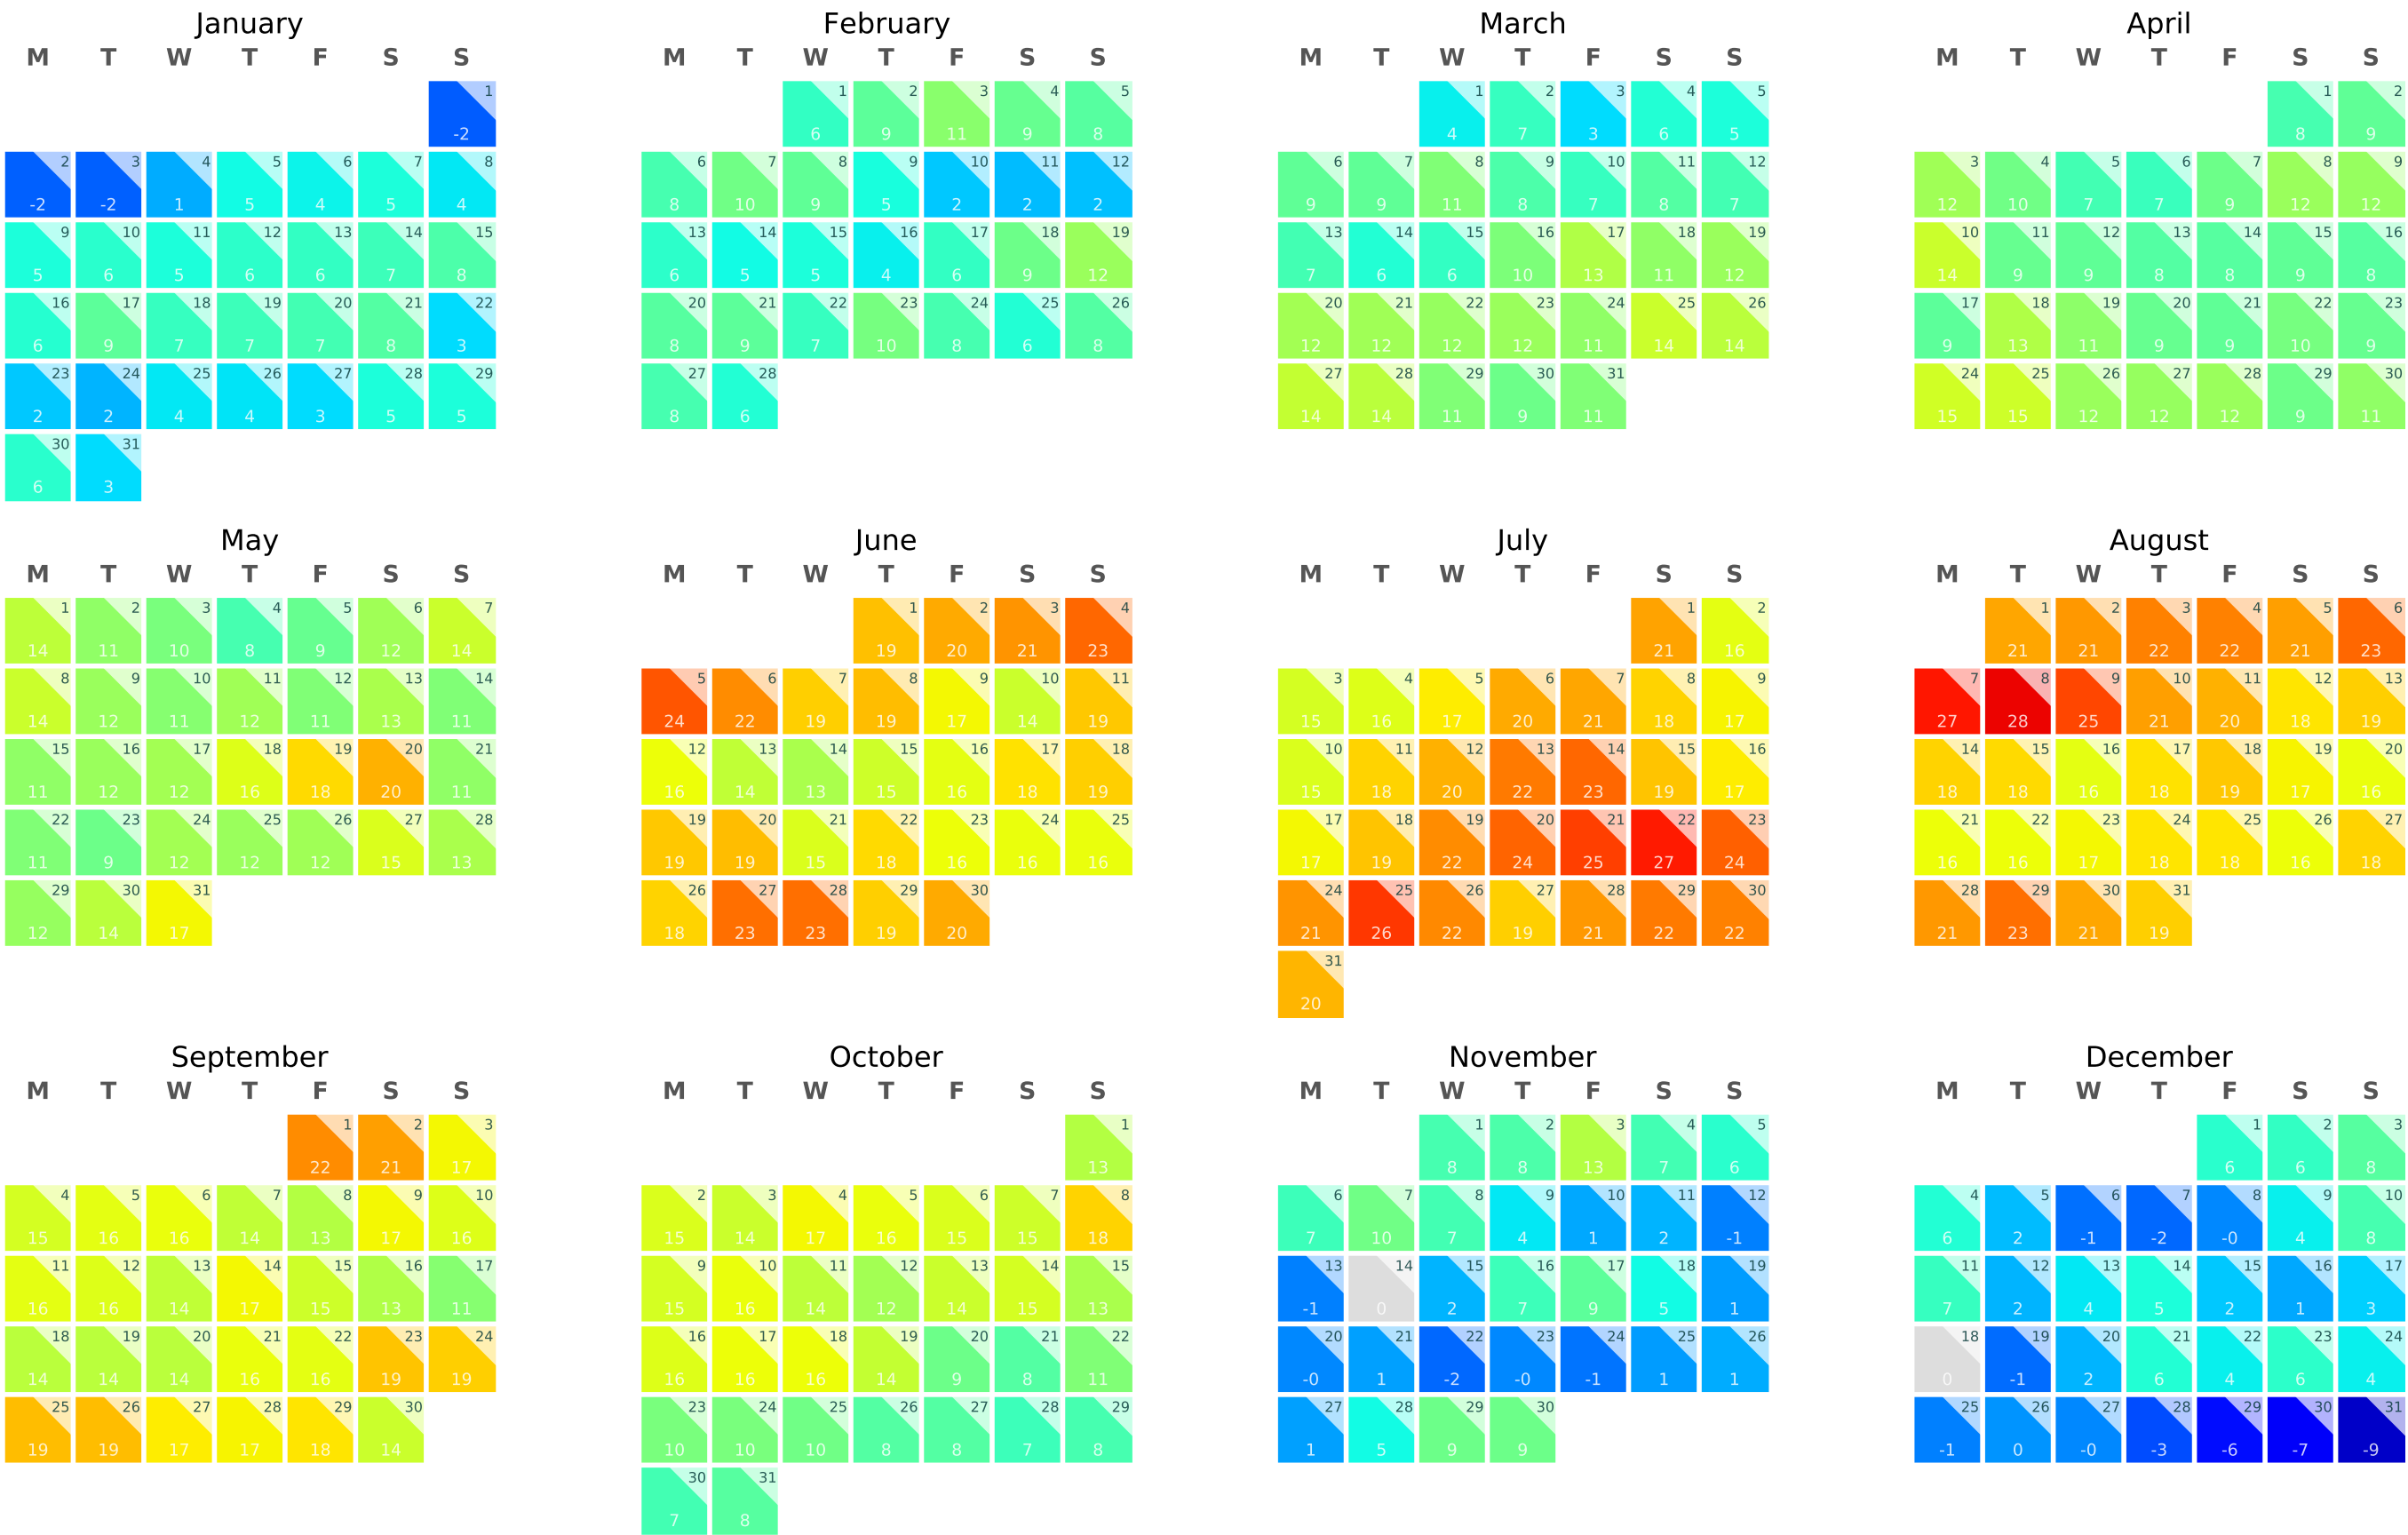 January February March April
M T W T F S S M T W T F S S M T W T F S S M T W T F S S
1 1 2 3 4 5 1 2 3 4 5 1 2
-2 6 9 11 9 8 4 7 3 6 5 8 9
2 3 4 5 6 7 8 6 7 8 9 10 11 12 6 7 8 9 10 11 12 3 4 5 6 7 8 9
-2 -2 1 5 4 5 4 8 10 9 5 2 2 2 9 9 11 8 7 8 7 12 10 7 7 9 12 12
9 10 11 12 13 14 15 13 14 15 16 17 18 19 13 14 15 16 17 18 19 10 11 12 13 14 15 16
5 6 5 6 6 7 8 6 5 5 4 6 9 12 7 6 6 10 13 11 12 14 9 9 8 8 9 8
16 17 18 19 20 21 22 20 21 22 23 24 25 26 20 21 22 23 24 25 26 17 18 19 20 21 22 23
6 9 7 7 7 8 3 8 9 7 10 8 6 8 12 12 12 12 11 14 14 9 13 11 9 9 10 9
23 24 25 26 27 28 29 27 28 27 28 29 30 31 24 25 26 27 28 29 30
2 2 4 4 3 5 5 8 6 14 14 11 9 11 15 15 12 12 12 9 11
30 31
6 3
May June July August
M T W T F S S M T W T F S S M T W T F S S M T W T F S S
1 2 3 4 5 6 7 1 2 3 4 1 2 1 2 3 4 5 6
14 11 10 8 9 12 14 19 20 21 23 21 16 21 21 22 22 21 23
8 9 10 11 12 13 14 5 6 7 8 9 10 11 3 4 5 6 7 8 9 7 8 9 10 11 12 13
14 12 11 12 11 13 11 24 22 19 19 17 14 19 15 16 17 20 21 18 17 27 28 25 21 20 18 19
15 16 17 18 19 20 21 12 13 14 15 16 17 18 10 11 12 13 14 15 16 14 15 16 17 18 19 20
11 12 12 16 18 20 11 16 14 13 15 16 18 19 15 18 20 22 23 19 17 18 18 16 18 19 17 16
22 23 24 25 26 27 28 19 20 21 22 23 24 25 17 18 19 20 21 22 23 21 22 23 24 25 26 27
11 9 12 12 12 15 13 19 19 15 18 16 16 16 17 19 22 24 25 27 24 16 16 17 18 18 16 18
29 30 31 26 27 28 29 30 24 25 26 27 28 29 30 28 29 30 31
12 14 17 18 23 23 19 20 21 26 22 19 21 22 22 21 23 21 19
31
20
September October November December
M T W T F S S M T W T F S S M T W T F S S M T W T F S S
1 2 3 1 1 2 3 4 5 1 2 3
22 21 17 13 8 8 13 7 6 6 6 8
4 5 6 7 8 9 10 2 3 4 5 6 7 8 6 7 8 9 10 11 12 4 5 6 7 8 9 10
15 16 16 14 13 17 16 15 14 17 16 15 15 18 7 10 7 4 1 2 -1 6 2 -1 -2 -0 4 8
11 12 13 14 15 16 17 9 10 11 12 13 14 15 13 14 15 16 17 18 19 11 12 13 14 15 16 17
16 16 14 17 15 13 11 15 16 14 12 14 15 13 -1 0 2 7 9 5 1 7 2 4 5 2 1 3
18 19 20 21 22 23 24 16 17 18 19 20 21 22 20 21 22 23 24 25 26 18 19 20 21 22 23 24
14 14 14 16 16 19 19 16 16 16 14 9 8 11 -0 1 -2 -0 -1 1 1 0 -1 2 6 4 6 4
25 26 27 28 29 30 23 24 25 26 27 28 29 27 28 29 30 25 26 27 28 29 30 31
19 19 17 17 18 14 10 10 10 8 8 7 8 1 5 9 9 -1 0 -0 -3 -6 -7 -9
30 31
7 8